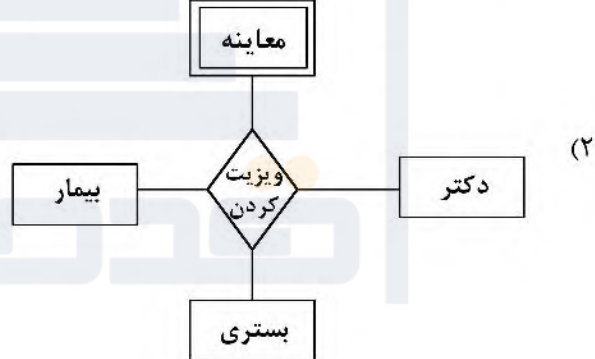 معاینه
(۲
ویزیت
کردن
دکتر
بیمار
بستری